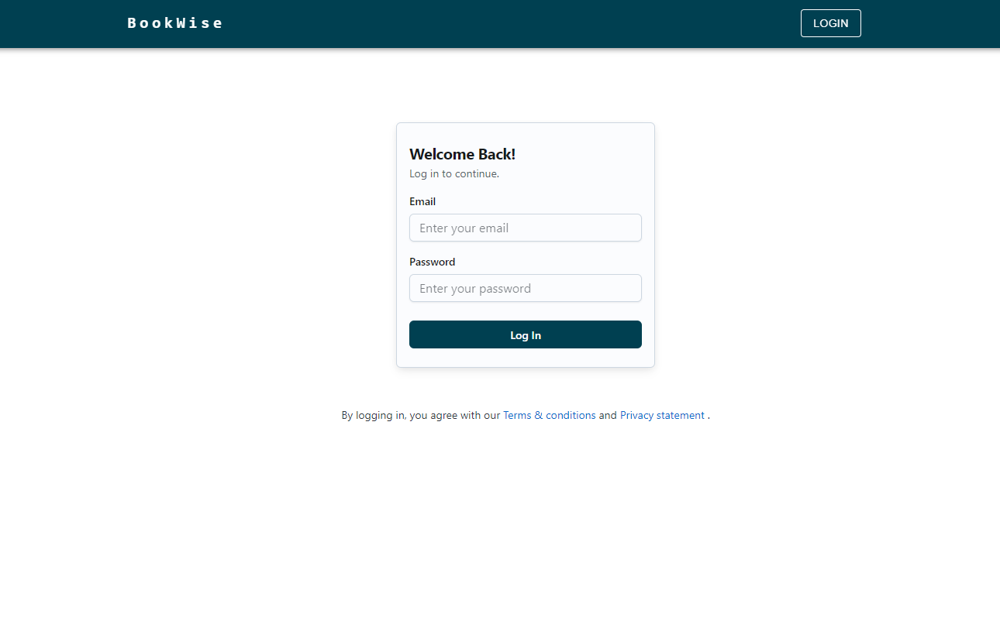 BookWise
LOGIN
Welcome Back!
Log in to continue.
Email
Enter your email
Password
Enter your password
Log In
By logging in, you agree with our Terms & conditions and Privacy statement .